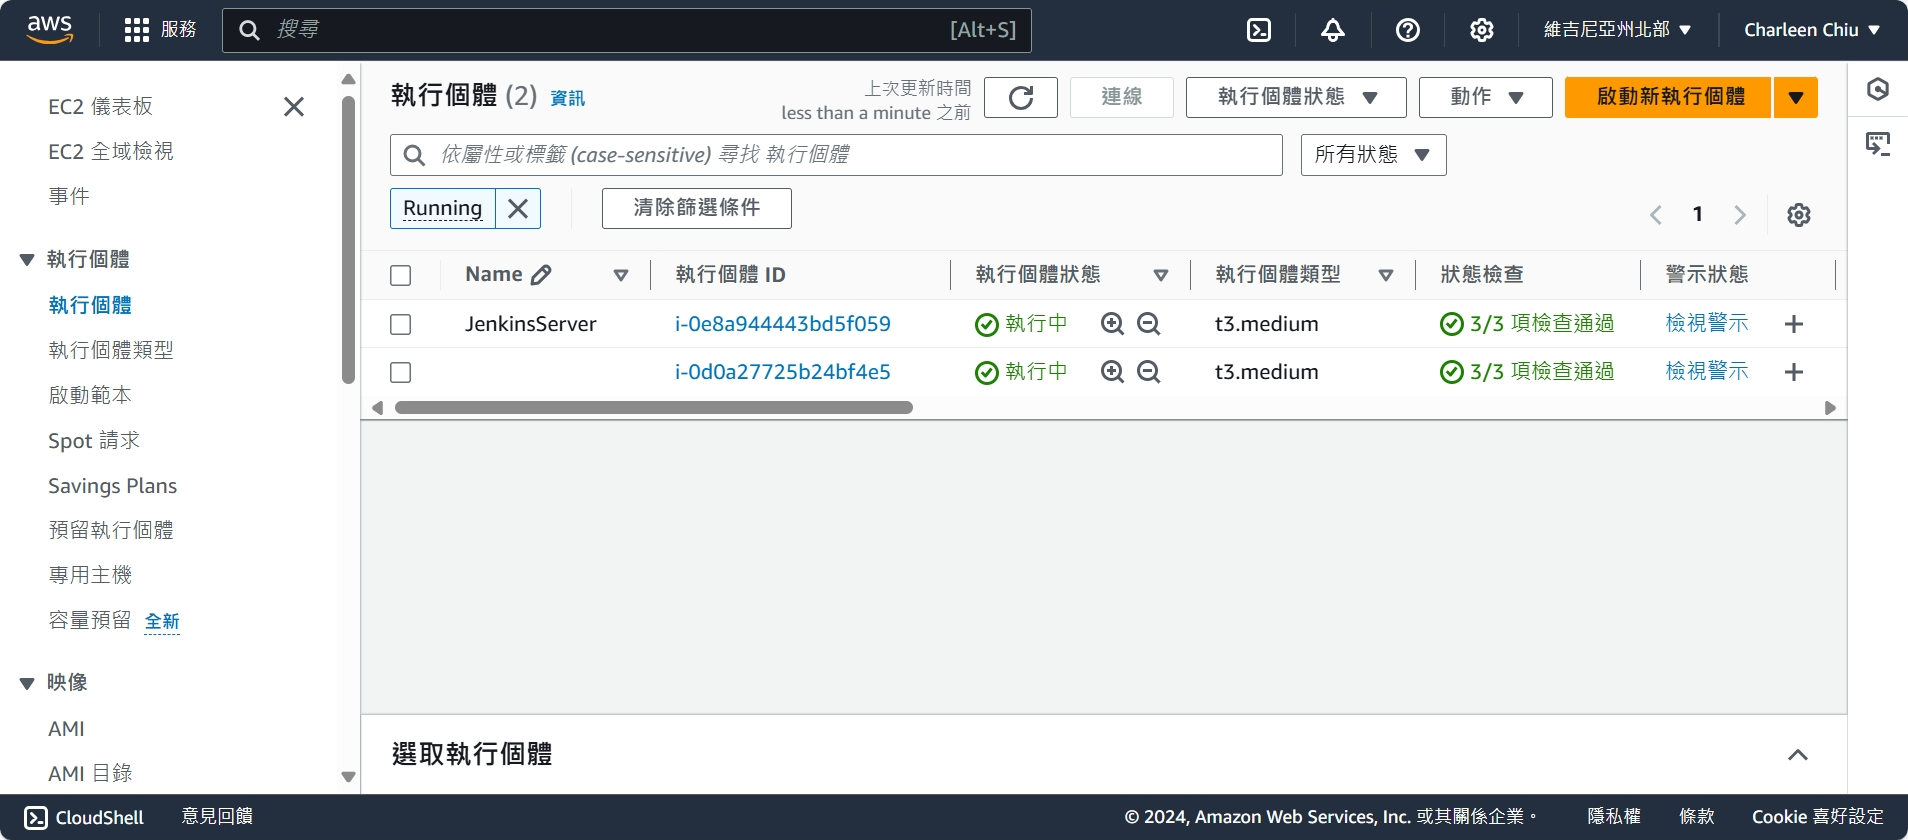 aws
服務
搜尋
[Alt+S]
維吉尼亞州北部
Charleen Chiu
EC2 儀表板
EC2 全域檢視
事件
執行個體
執行個體
執行個體類型
啟動範本
Spot 請求
Savings Plans
預留執行個體
專用主機
容量預留 全新
映像
AMI
AMI 目錄
執行個體 (2) 資訊
上次更新時間
less than a minute 之前
連線
執行個體狀態
動作
啟動新執行個體
依屬性或標籤 (case-sensitive) 尋找 執行個體
所有狀態
Running
清除篩選條件
1
Name 執行個體 ID 執行個體狀態 執行個體類型 狀態檢查 警示狀態
JenkinsServer i-0e8a944443bd5f059 執行中 t3.medium 3/3 項檢查通過 檢視警示
i-0d0a27725b24bf4e5 執行中 t3.medium 3/3 項檢查通過 檢視警示
選取執行個體
CloudShell
意見回饋
© 2024, Amazon Web Services, Inc. 或其關係企業。
隱私權
條款
Cookie 喜好設定